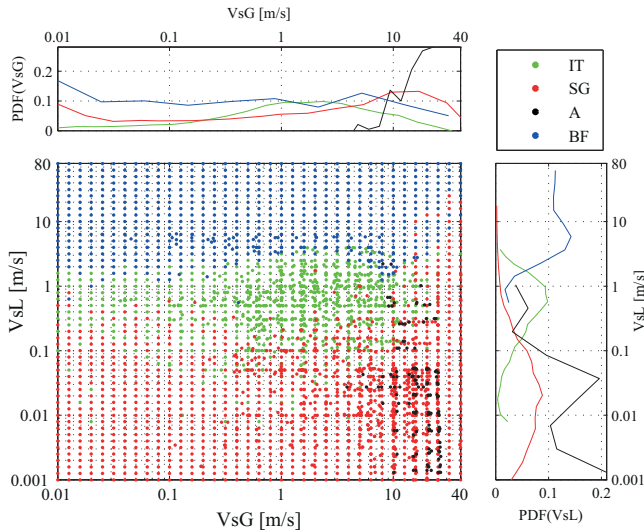 VsG [m/s]
0.01 0.1 1 10 40
PDF(VsG)
0.2
0.1
0
IT
SG
A
BF
80
10
1
0.1
0.01
0.001
VsL [m/s]
0.01 0.1 1 10 40
VsG [m/s]
80
10
1
0.1
0.01
0.001
VsL [m/s]
0 0.1 0.2
PDF(VsL)